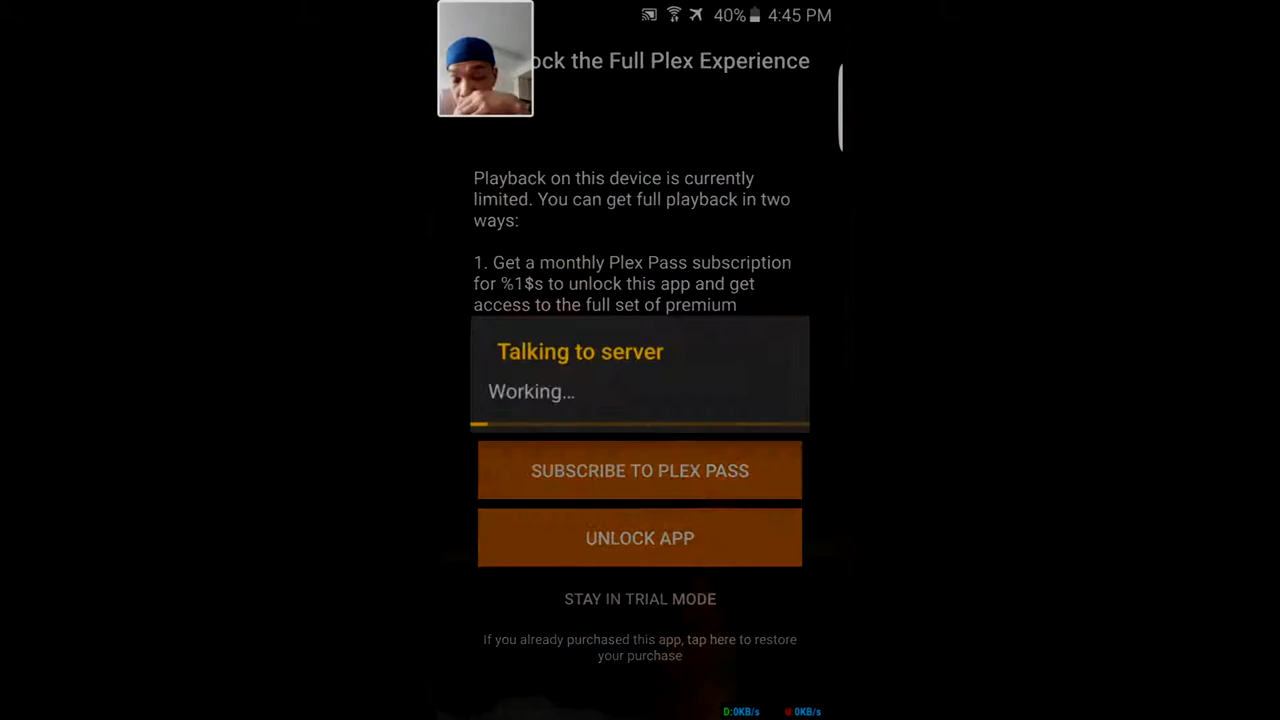 40% 4:45 PM
ock the Full Plex Experience
Playback on this device is currently
limited. You can get full playback in two
ways:
1. Get a monthly Plex Pass subscription
for %1$s to unlock this app and get
access to the full set of premium
Talking to server
Working...
SUBSCRIBE TO PLEX PASS
UNLOCK APP
STAY IN TRIAL MODE
If you already purchased this app, tap here to restore
your purchase
D:0KB/s U:0KB/s